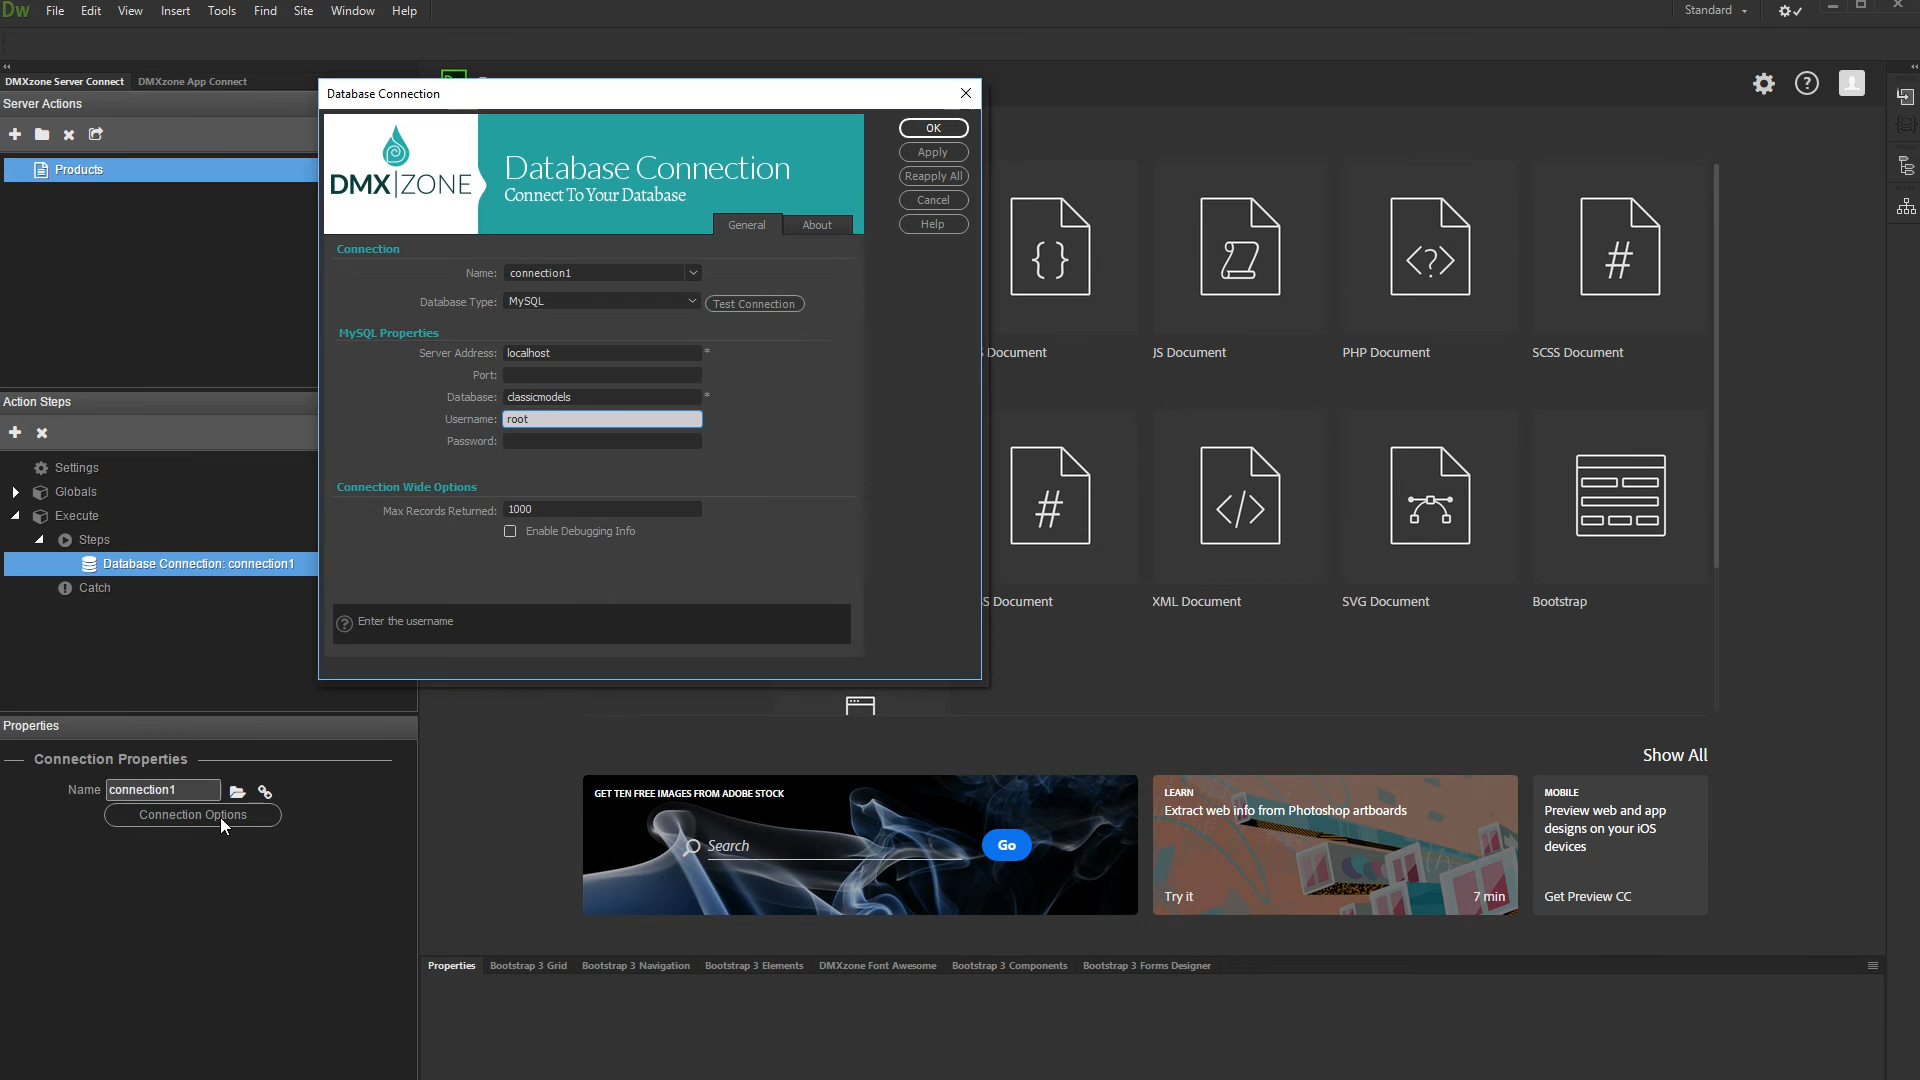 Dw File Edit View Insert Tools Find Site Window Help
Standard
DMXzone Server Connect DMXzone App Connect
Server Actions
Products
Action Steps
Settings
Globals
Execute
Steps
Database Connection: connection1
Catch
Properties
Connection Properties
Name connection1
Connection Options
Database Connection
DMX|ZONE
Database Connection
Connect To Your Database
General About
OK
Apply
Reapply All
Cancel
Help
Connection
Name: connection1
Database Type: MySQL Test Connection
MySQL Properties
Server Address: localhost *
Port:
Database: classicmodels *
Username: root
Password:
Connection Wide Options
Max Records Returned: 1000
Enable Debugging Info
Enter the username
{ } <?> #
S Document JS Document PHP Document SCSS Document
# </>
S Document XML Document SVG Document Bootstrap
Show All
GET TEN FREE IMAGES FROM ADOBE STOCK
Search Go
LEARN
Extract web info from Photoshop artboards
Try it 7 min
MOBILE
Preview web and app
designs on your iOS
devices
Get Preview CC
Properties Bootstrap 3 Grid Bootstrap 3 Navigation Bootstrap 3 Elements DMXzone Font Awesome Bootstrap 3 Components Bootstrap 3 Forms Designer